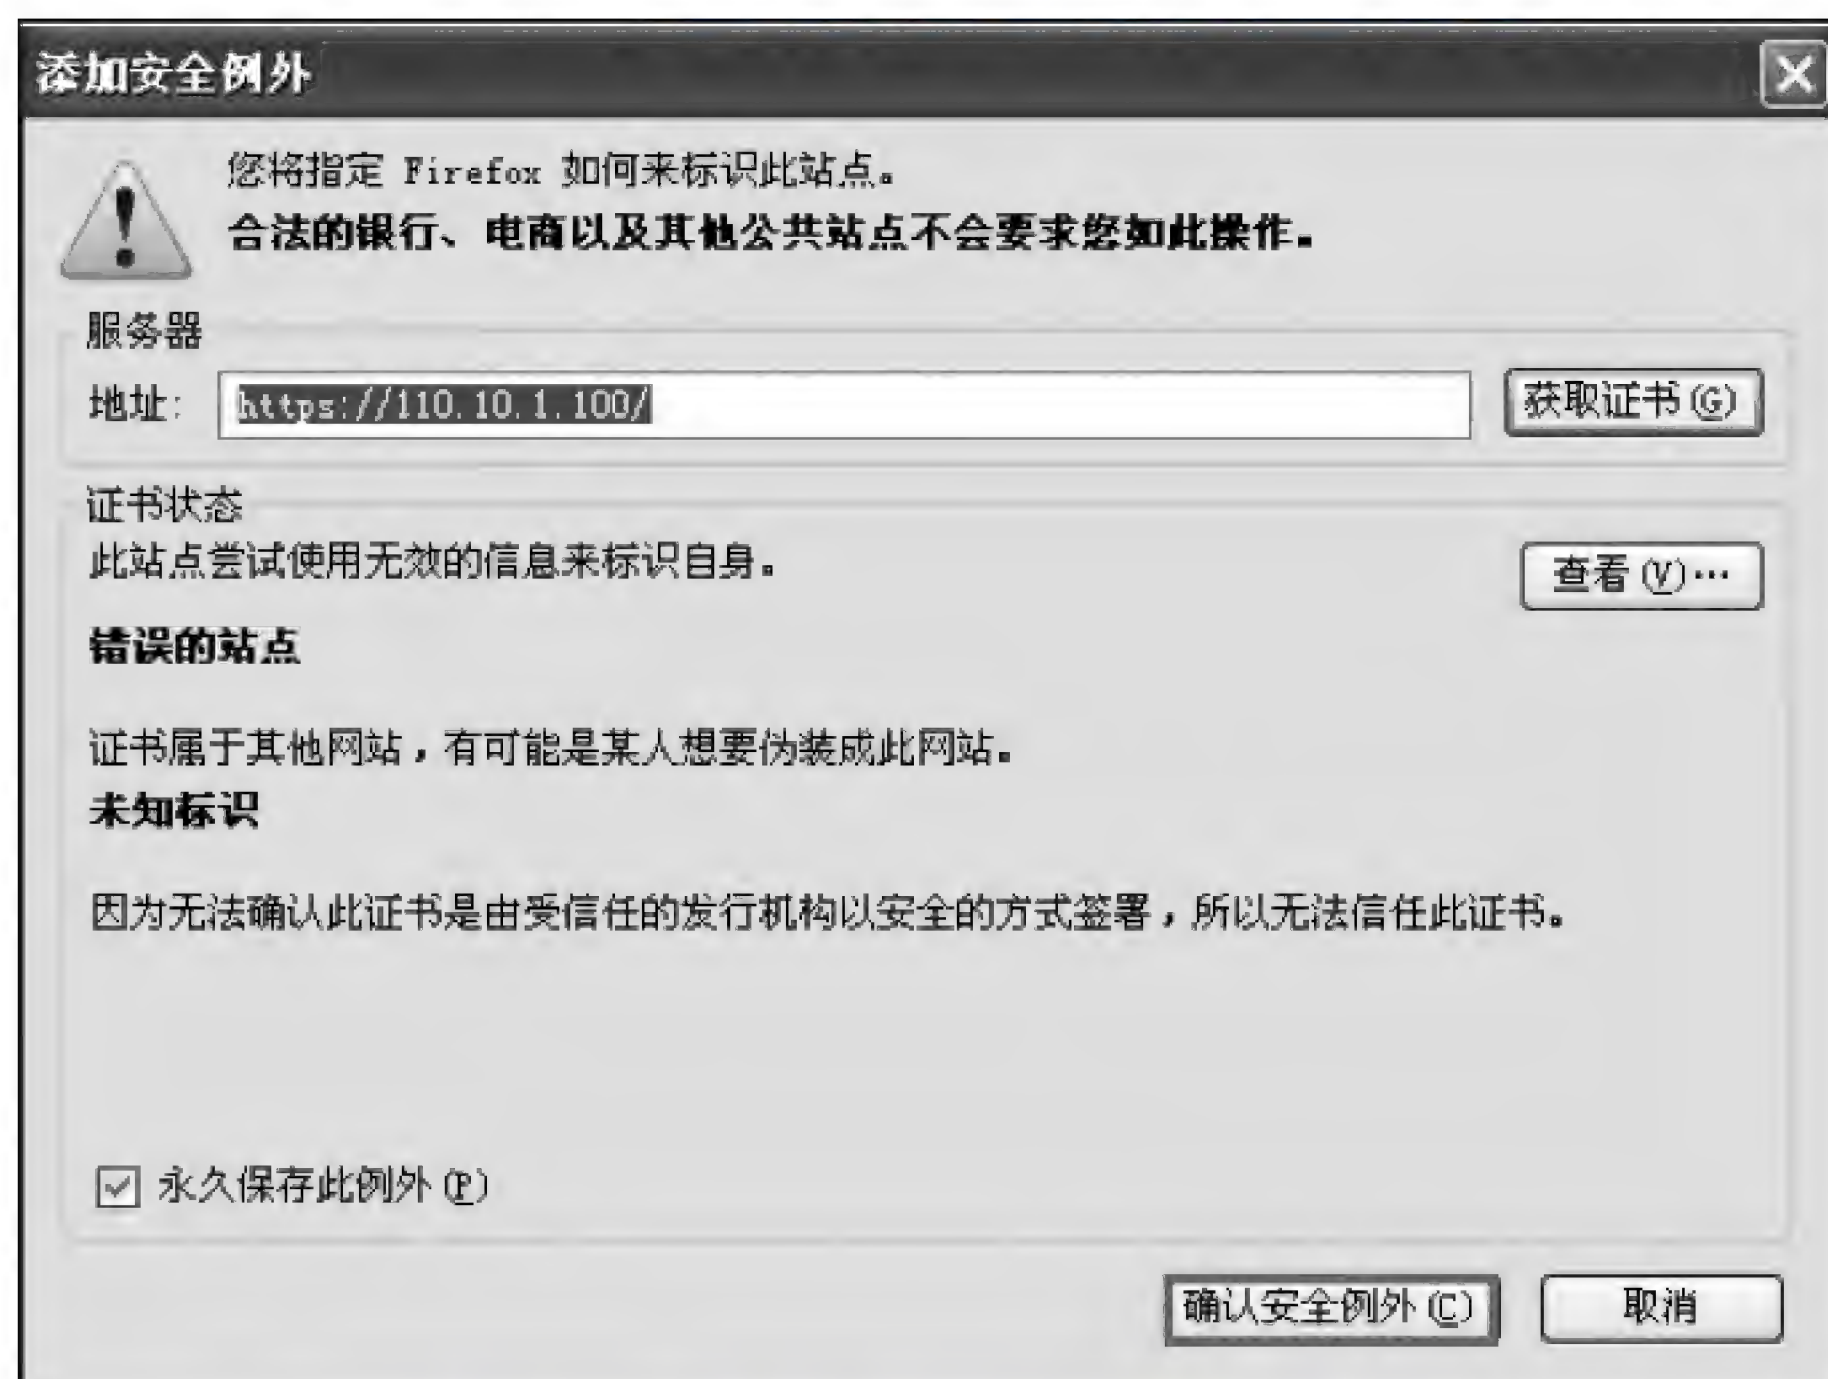 添加安全例外
您将指定 Firefox 如何来标识此站点。
合法的银行、电商以及其他公共站点不会要求您如此操作。
服务器
地址: https://110.10.1.100/ 获取证书(G)
证书状态
此站点尝试使用无效的信息来标识自身。 查看(V)…
错误的站点
证书属于其他网站，有可能是某人想要伪装成此网站。
未知标识
因为无法确认此证书是由受信任的发行机构以安全的方式签署，所以无法信任此证书。
永久保存此例外(P)
确认安全例外(C) 取消